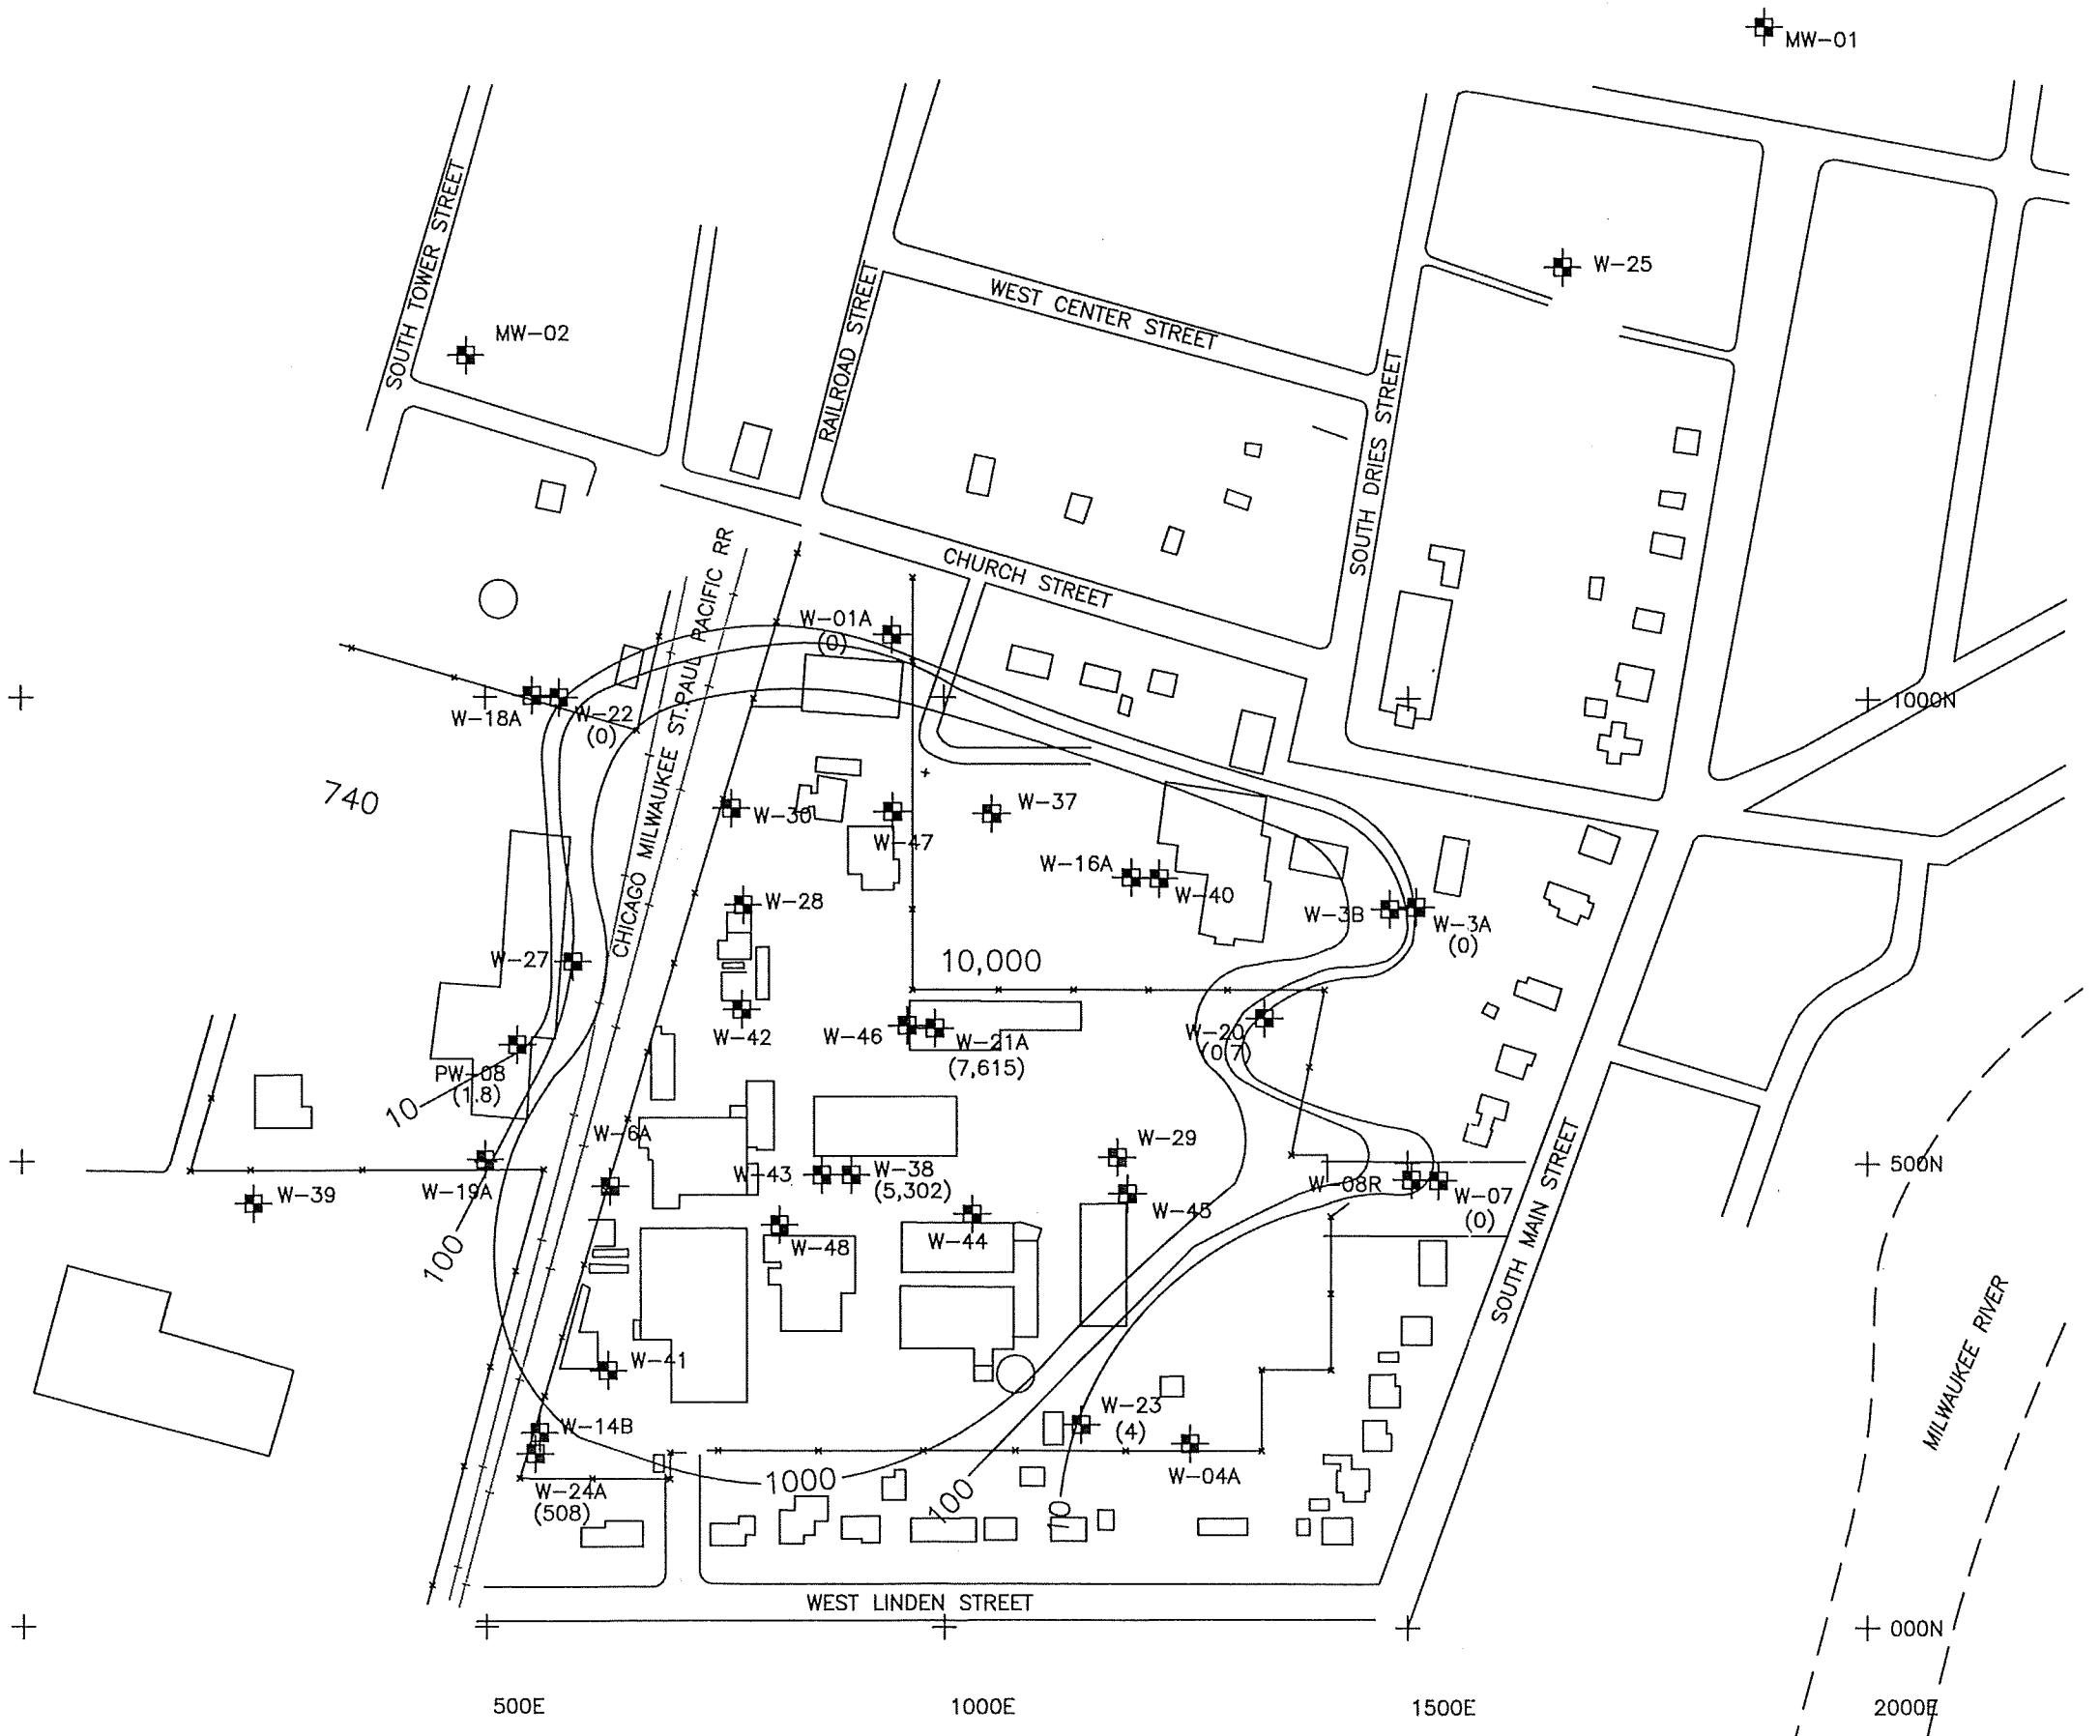 MW-01
W-25
MW-02
SOUTH TOWER STREET
RAILROAD STREET
WEST CENTER STREET
SOUTH DRIES STREET
CHURCH STREET
CHICAGO MILWAUKEE ST.PAUL PACIFIC RR
W-01A
(0)
W-18A
W-22
(0)
1000N
740
W-30
W-47
W-37
W-16A
W-40
W-28
W-3B
W-3A
(0)
W-27
10,000
W-42
W-46
W-21A
(7,615)
W-20
(0.7)
PW-08
(1.8)
10
W-6A
W-29
W-43
W-38
(5,302)
500N
W-39
W-19A
W-08R
W-07
(0)
W-45
W-48
W-44
100
SOUTH MAIN STREET
MILWAUKEE RIVER
W-41
W-14B
W-23
(4)
W-04A
1000
W-24A
(508)
100
10
WEST LINDEN STREET
000N
500E
1000E
1500E
2000E